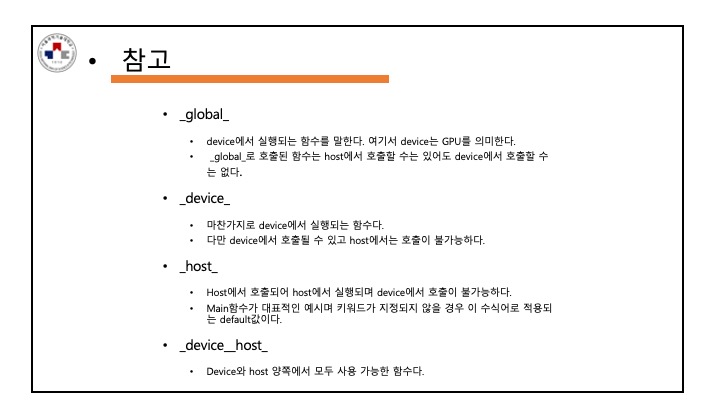 • 참고
• _global_
• device에서 실행되는 함수를 말한다. 여기서 device는 GPU를 의미한다.
• _global_로 호출된 함수는 host에서 호출할 수는 있어도 device에서 호출할 수
는 없다.
• _device_
• 마찬가지로 device에서 실행되는 함수다.
• 다만 device에서 호출될 수 있고 host에서는 호출이 불가능하다.
• _host_
• Host에서 호출되어 host에서 실행되며 device에서 호출이 불가능하다.
• Main함수가 대표적인 예시며 키워드가 지정되지 않을 경우 이 수식어로 적용되
는 default값이다.
• _device__host_
• Device와 host 양쪽에서 모두 사용 가능한 함수다.